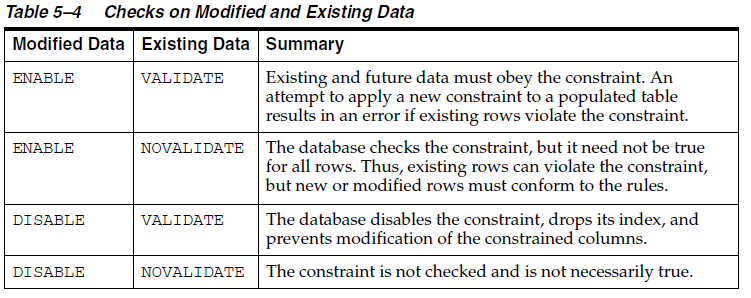 Table 5–4 Checks on Modified and Existing Data
Modified Data Existing Data Summary
ENABLE VALIDATE Existing and future data must obey the constraint. An
attempt to apply a new constraint to a populated table
results in an error if existing rows violate the constraint.
ENABLE NOVALIDATE The database checks the constraint, but it need not be true
for all rows. Thus, existing rows can violate the constraint,
but new or modified rows must conform to the rules.
DISABLE VALIDATE The database disables the constraint, drops its index, and
prevents modification of the constrained columns.
DISABLE NOVALIDATE The constraint is not checked and is not necessarily true.